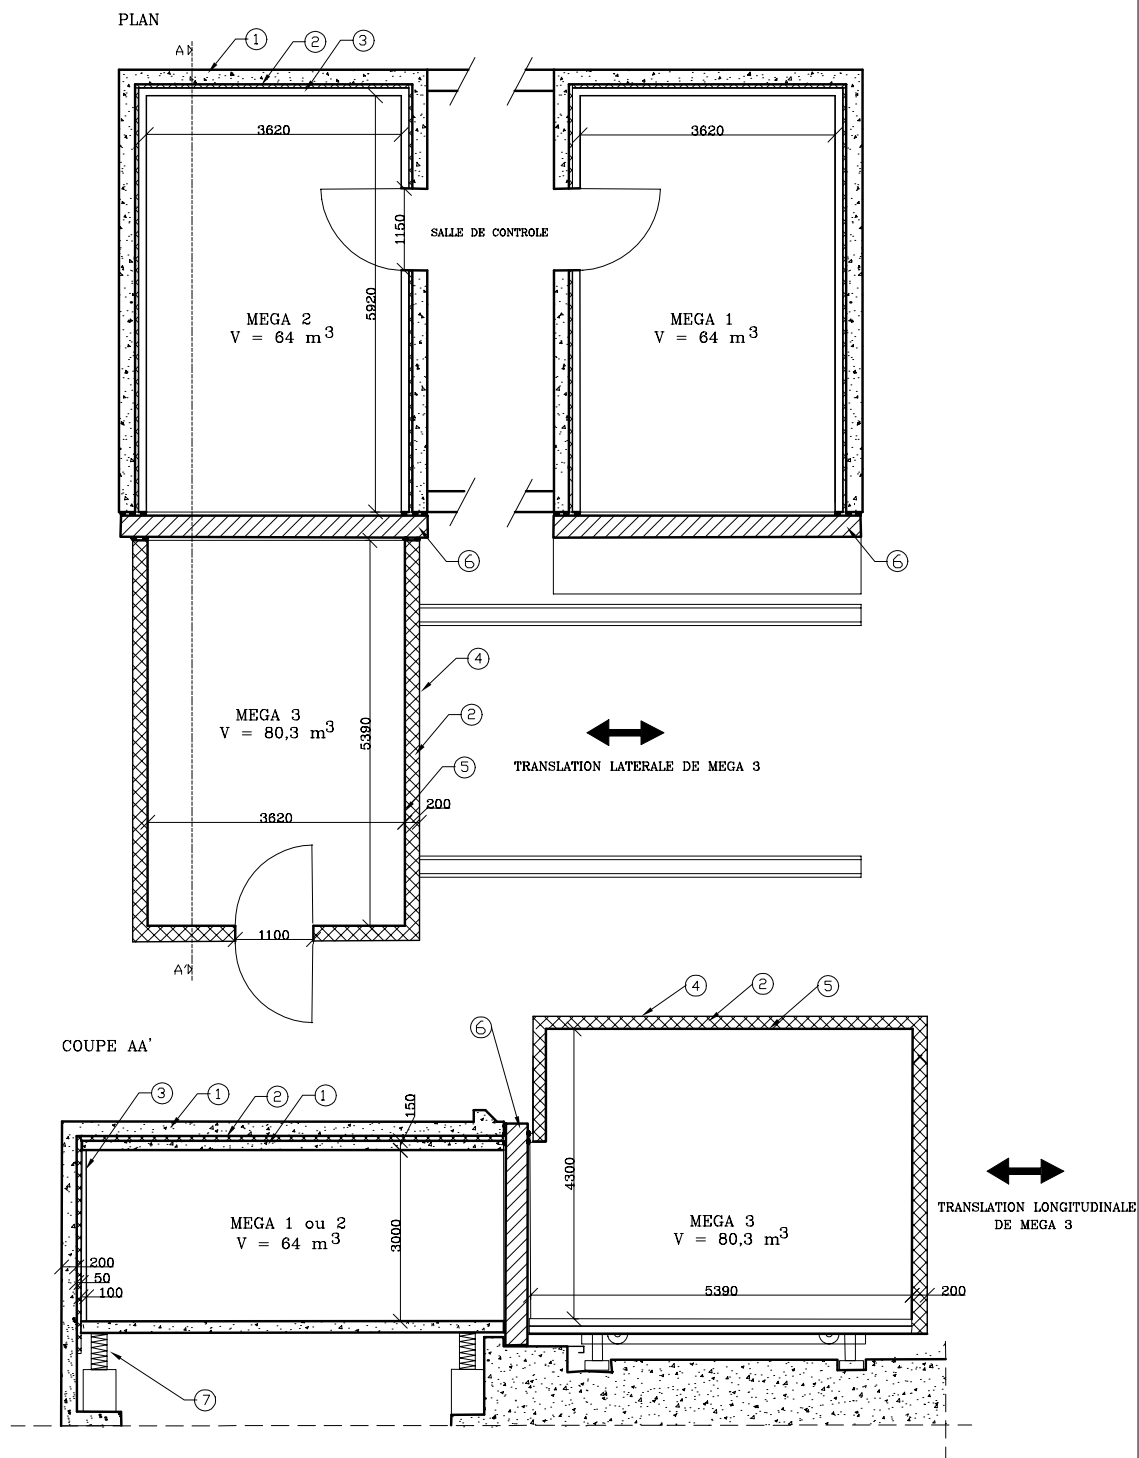 PLAN
A
1
2
3
3620
3620
1150
SALLE DE CONTROLE
5920
MEGA 2
V = 64 m3
MEGA 1
V = 64 m3
6
6
4
MEGA 3
V = 80,3 m3
2
5390
TRANSLATION LATERALE DE MEGA 3
5
200
3620
1100
A'
4
2
5
6
COUPE AA'
3
1
2
1
150
4300
TRANSLATION LONGITUDINALE
DE MEGA 3
MEGA 1 ou 2
V = 64 m3
3000
MEGA 3
V = 80,3 m3
200
50
100
5390
200
7